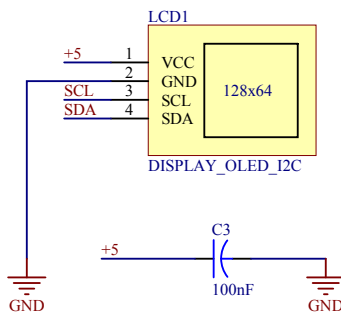 LCD1
+5 1 VCC
2 GND
SCL 3 SCL
SDA 4 SDA
128x64
DISPLAY_OLED_I2C
C3
+5
100nF
GND
GND